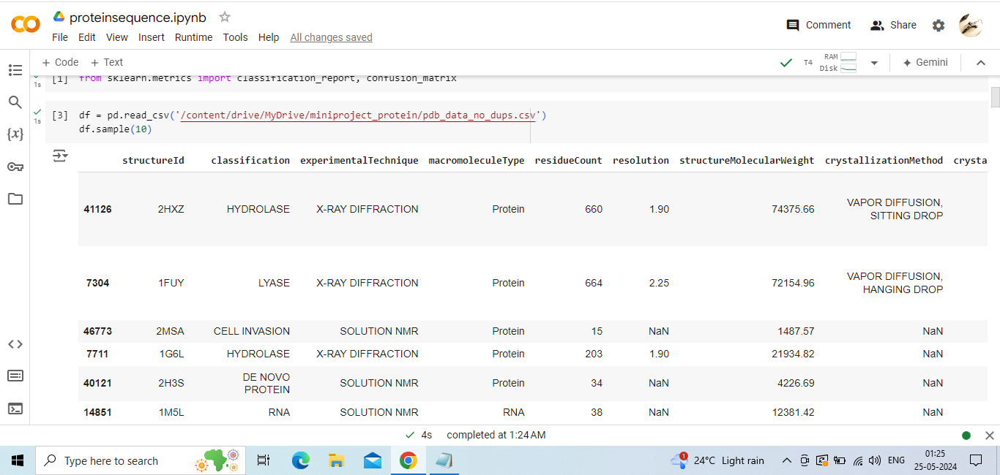 proteinsequence.ipynb
File Edit View Insert Runtime Tools Help All changes saved
Comment
Share
+ Code + Text
RAM
T4
Disk
Gemini
1s
[1] from sklearn.metrics import classification_report, confusion_matrix
{x}
1s
[3] df = pd.read_csv('/content/drive/MyDrive/miniproject_protein/pdb_data_no_dups.csv')
df.sample(10)
structureId classification experimentalTechnique macromoleculeType residueCount resolution structureMolecularWeight crystallizationMethod crysta
41126 2HXZ HYDROLASE X-RAY DIFFRACTION Protein 660 1.90 74375.66 VAPOR DIFFUSION,
SITTING DROP
7304 1FUY LYASE X-RAY DIFFRACTION Protein 664 2.25 72154.96 VAPOR DIFFUSION,
HANGING DROP
46773 2MSA CELL INVASION SOLUTION NMR Protein 15 NaN 1487.57 NaN
7711 1G6L HYDROLASE X-RAY DIFFRACTION Protein 203 1.90 21934.82 NaN
40121 2H3S DE NOVO
PROTEIN SOLUTION NMR Protein 34 NaN 4226.69 NaN
14851 1M5L RNA SOLUTION NMR RNA 38 NaN 12381.42 NaN
4s completed at 1:24 AM
Type here to search
1
24°C Light rain
ENG
01:25
25-05-2024